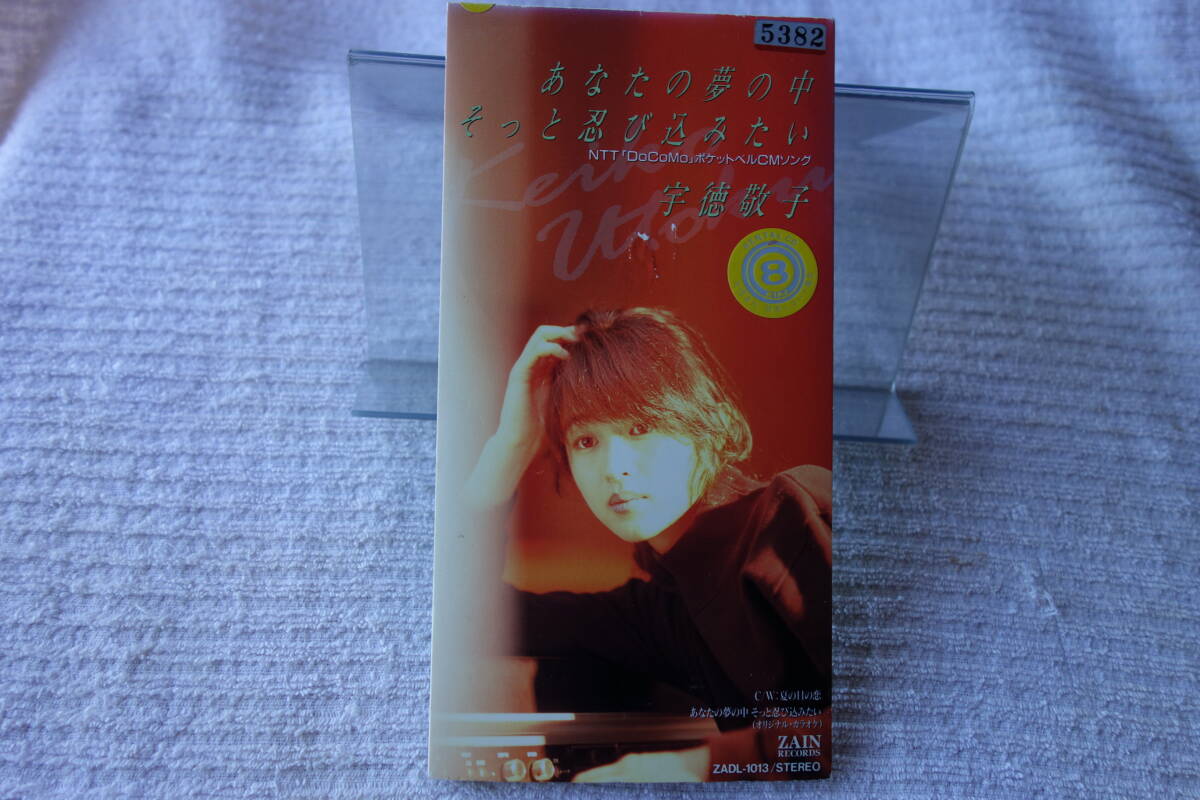 5382
あなたの夢の中
そっと忍び込みたい
NTT「DoCoMo」ポケットベルCMソング
宇徳敬子
Keiko
Utoku
RENTAL CD
8
C/W:夏の日の恋
あなたの夢の中 そっと忍び込みたい
(オリジナル・カラオケ)
ZAIN
RECORDS
ZADL-1013/STEREO